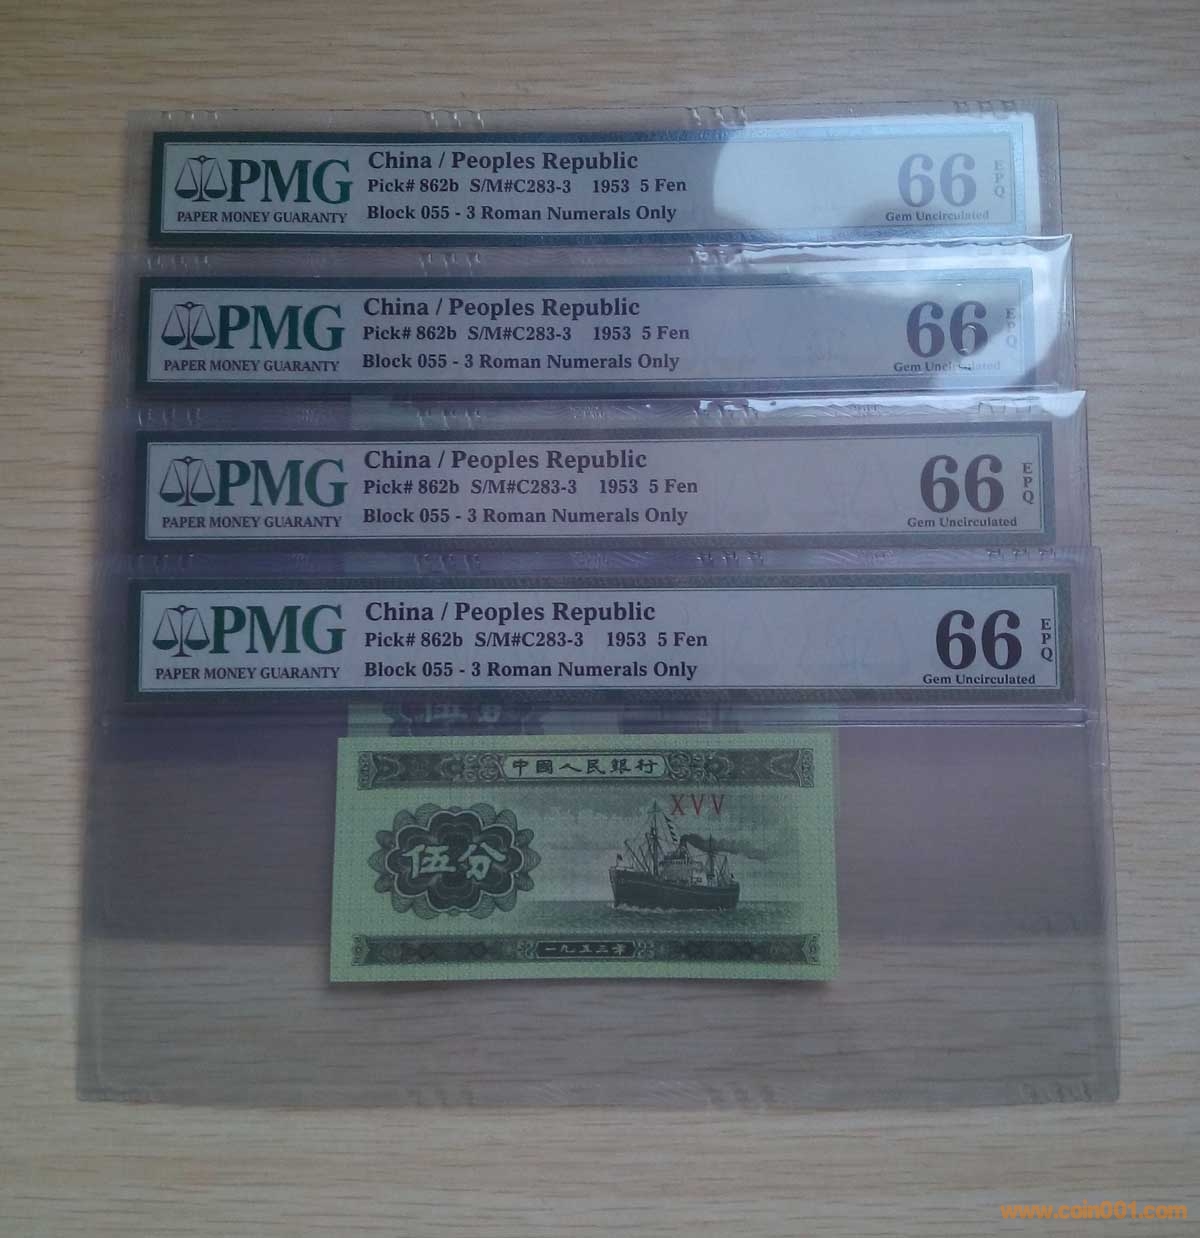 PMG
PAPER MONEY GUARANTY
China / Peoples Republic
Pick# 862b S/M#C283-3 1953 5 Fen
Block 055 - 3 Roman Numerals Only
66
EPQ
Gem Uncirculated
PMG
PAPER MONEY GUARANTY
China / Peoples Republic
Pick# 862b S/M#C283-3 1953 5 Fen
Block 055 - 3 Roman Numerals Only
66
EPQ
Gem Uncirculated
PMG
PAPER MONEY GUARANTY
China / Peoples Republic
Pick# 862b S/M#C283-3 1953 5 Fen
Block 055 - 3 Roman Numerals Only
66
EPQ
Gem Uncirculated
PMG
PAPER MONEY GUARANTY
China / Peoples Republic
Pick# 862b S/M#C283-3 1953 5 Fen
Block 055 - 3 Roman Numerals Only
66
EPQ
Gem Uncirculated
伍分
中國人民銀行
XVV
伍分
一九五三年
www.coin001.com